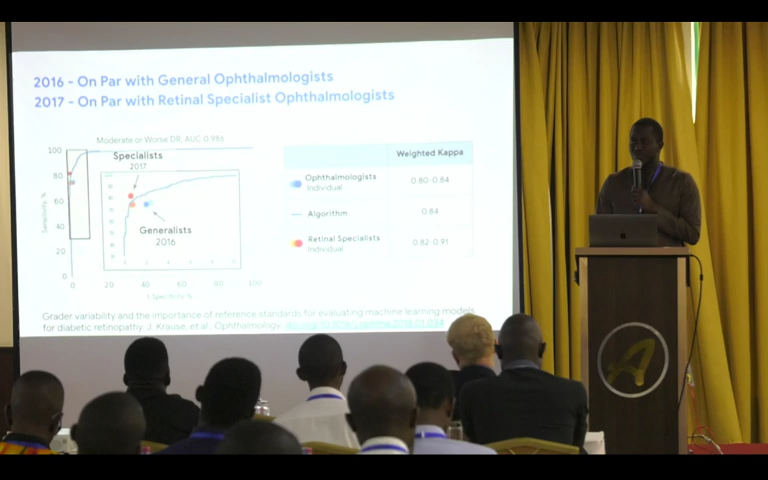 2016 - On Par with General Ophthalmologists
2017 - On Par with Retinal Specialist Ophthalmologists
Moderate or Worse DR, AUC 0.986
100
80
60
40
20
0
Sensitivity, %
0
20
40
80
100
1-Specificity, %
Specialists
2017
Generalists
2016
Weighted Kappa
Ophthalmologists
Individual
0.80-0.84
Algorithm
0.84
Retinal Specialists
Individual
0.82-0.91
Grader variability and the importance of reference standards for evaluating machine learning models
for diabetic retinopathy. J. Krause, et al., Ophthalmology,